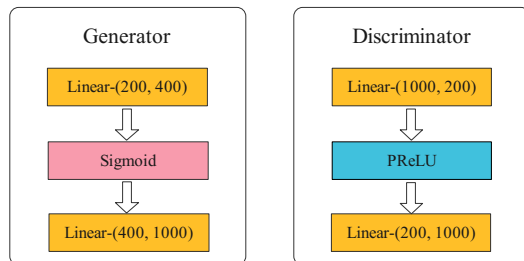 Generator
Linear-(200, 400)
Sigmoid
Linear-(400, 1000)
Discriminator
Linear-(1000, 200)
PReLU
Linear-(200, 1000)